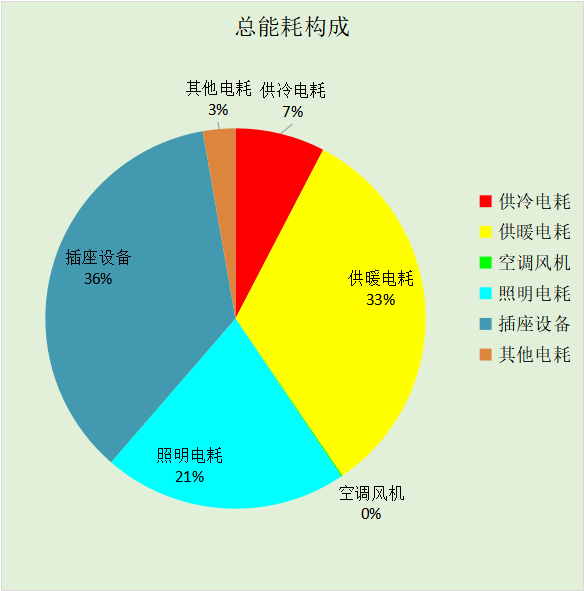 总能耗构成
其他电耗
3%
供冷电耗
7%
插座设备
36%
供暖电耗
33%
照明电耗
21%
空调风机
0%
供冷电耗
供暖电耗
空调风机
照明电耗
插座设备
其他电耗